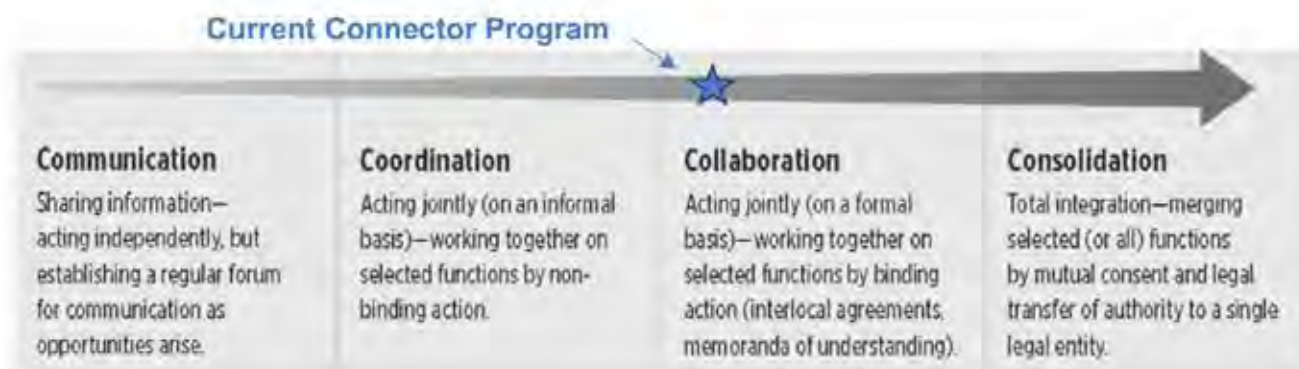 Current Connector Program
Communication
Sharing information—
acting independently, but
establishing a regular forum
for communication as
opportunities arise.
Coordination
Acting jointly (on an informal
basis)—working together on
selected functions by non-
binding action.
Collaboration
Acting jointly (on a formal
basis)—working together on
selected functions by binding
action (interlocal agreements,
memoranda of understanding).
Consolidation
Total integration—merging
selected (or all) functions
by mutual consent and legal
transfer of authority to a single
legal entity.